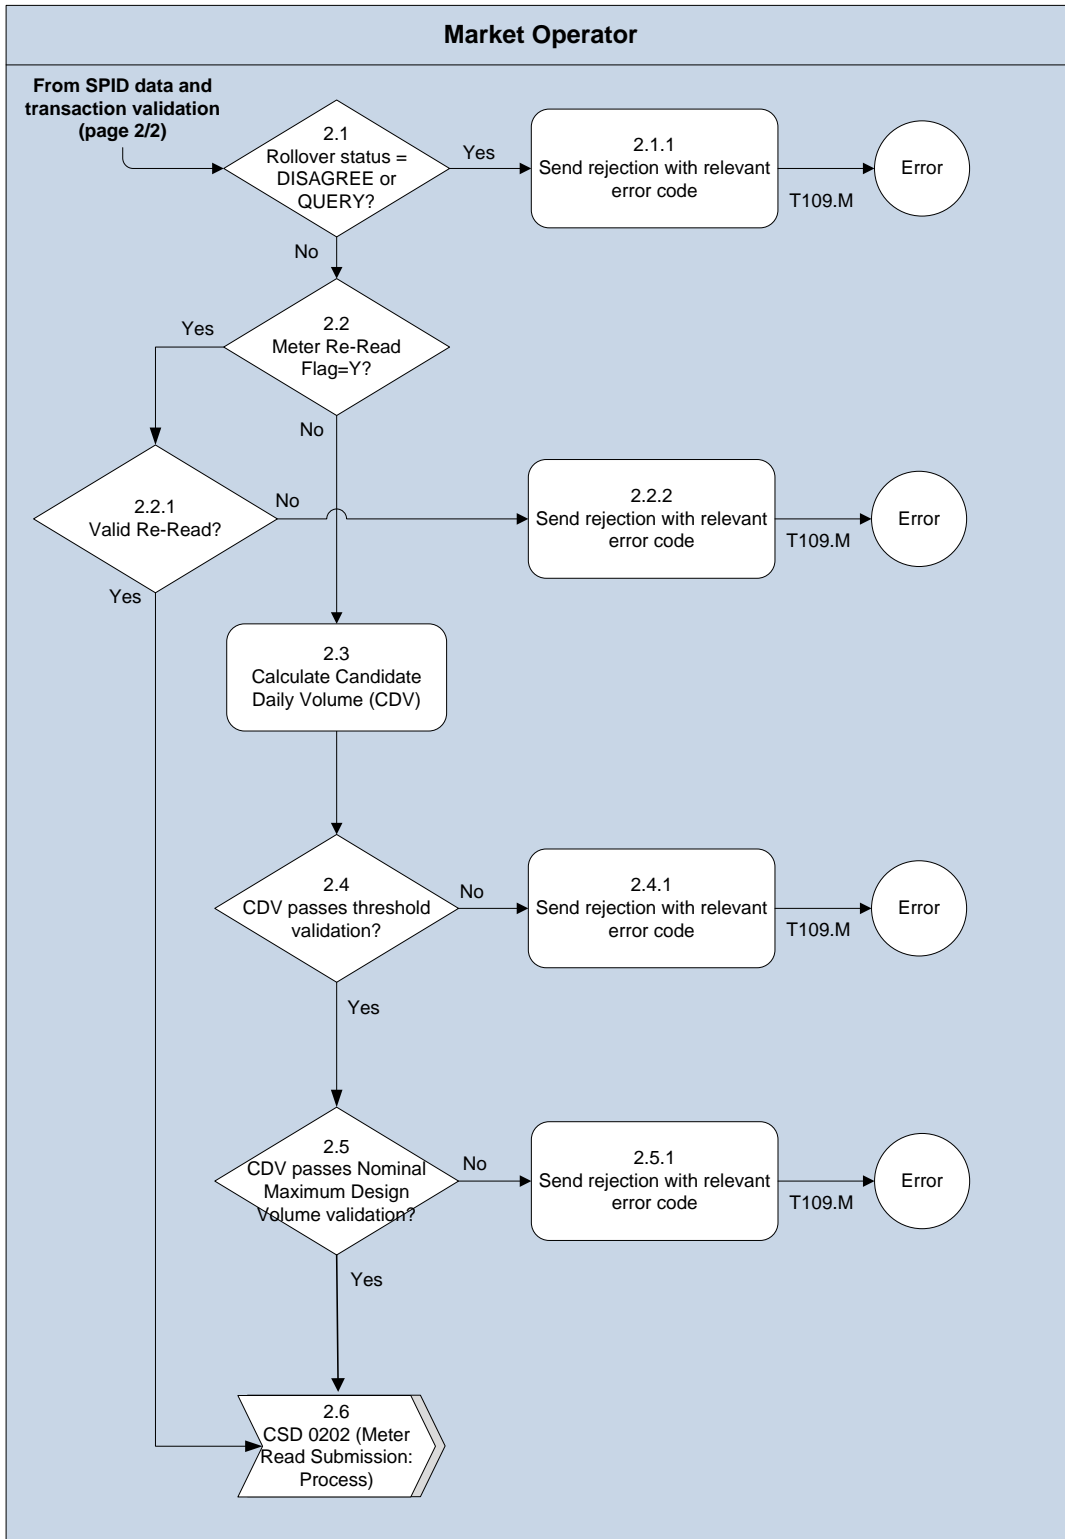 Market Operator
From SPID data and
transaction validation
(page 2/2)
2.1
Rollover status =
DISAGREE or
QUERY?
Yes
2.1.1
Send rejection with relevant
error code
T109.M
Error
No
2.2
Meter Re-Read
Flag=Y?
Yes
No
2.2.1
Valid Re-Read?
No
2.2.2
Send rejection with relevant
error code
T109.M
Error
Yes
2.3
Calculate Candidate
Daily Volume (CDV)
2.4
CDV passes threshold
validation?
No
2.4.1
Send rejection with relevant
error code
T109.M
Error
Yes
2.5
CDV passes Nominal
Maximum Design
Volume validation?
No
2.5.1
Send rejection with relevant
error code
T109.M
Error
Yes
2.6
CSD 0202 (Meter
Read Submission:
Process)